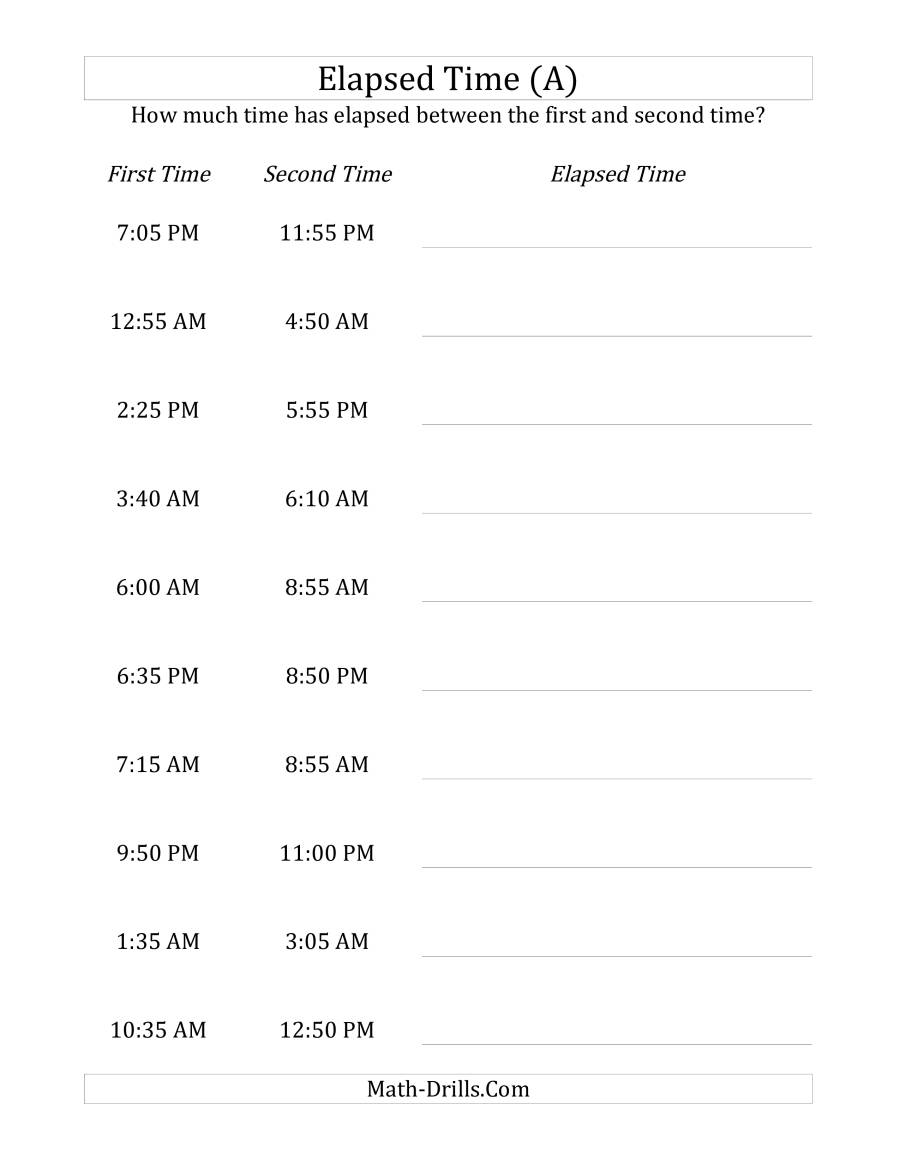 Elapsed Time (A)
How much time has elapsed between the first and second time?
First Time Second Time Elapsed Time
7:05 PM 11:55 PM
12:55 AM 4:50 AM
2:25 PM 5:55 PM
3:40 AM 6:10 AM
6:00 AM 8:55 AM
6:35 PM 8:50 PM
7:15 AM 8:55 AM
9:50 PM 11:00 PM
1:35 AM 3:05 AM
10:35 AM 12:50 PM
Math-Drills.Com